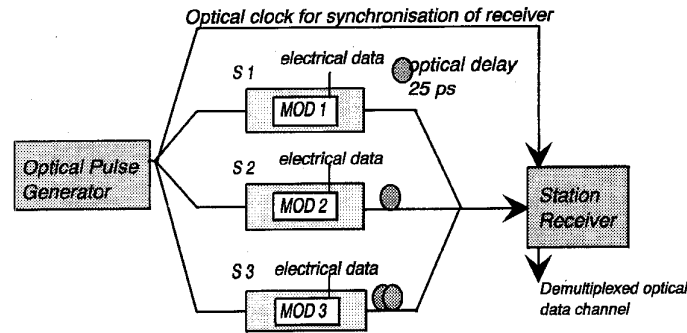 Optical clock for synchronisation of receiver
S 1
electrical data
optical delay
25 ps
MOD 1
Optical Pulse
Generator
S 2
electrical data
MOD 2
Station
Receiver
S 3
electrical data
MOD 3
Demultiplexed optical
data channel